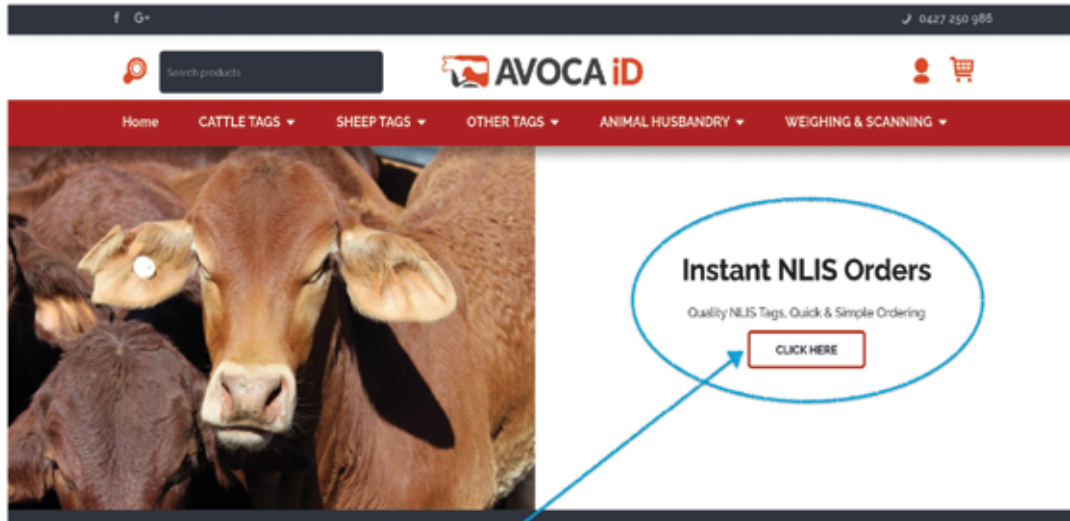 f G+ 0427 250 986
Search products
AVOCA iD
Home CATTLE TAGS SHEEP TAGS OTHER TAGS ANIMAL HUSBANDRY WEIGHING & SCANNING
Instant NLIS Orders
Quality NLIS Tags, Quick & Simple Ordering
CLICK HERE